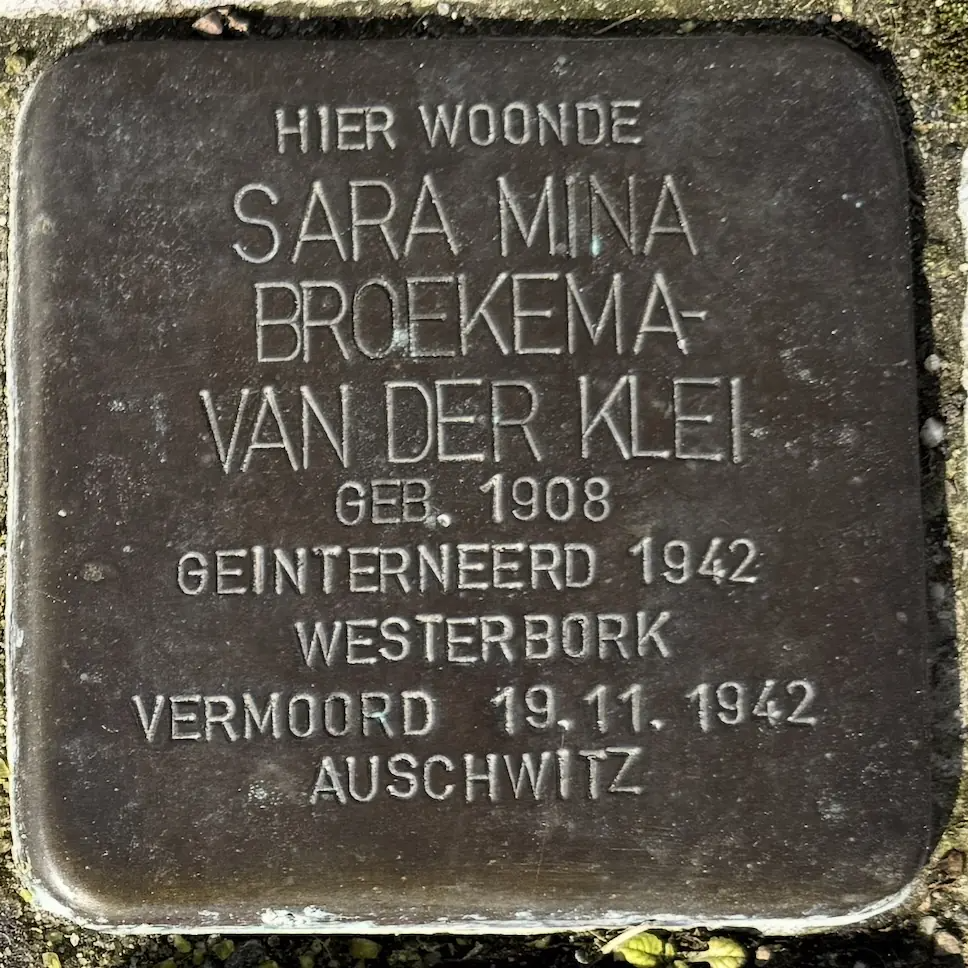 HIER WOONDE
SARA MINA
BROEKEMA-
VAN DER KLEI
GEB. 1908
GEINTERNEERD 1942
WESTERBORK
VERMOORD 19.11.1942
AUSCHWITZ